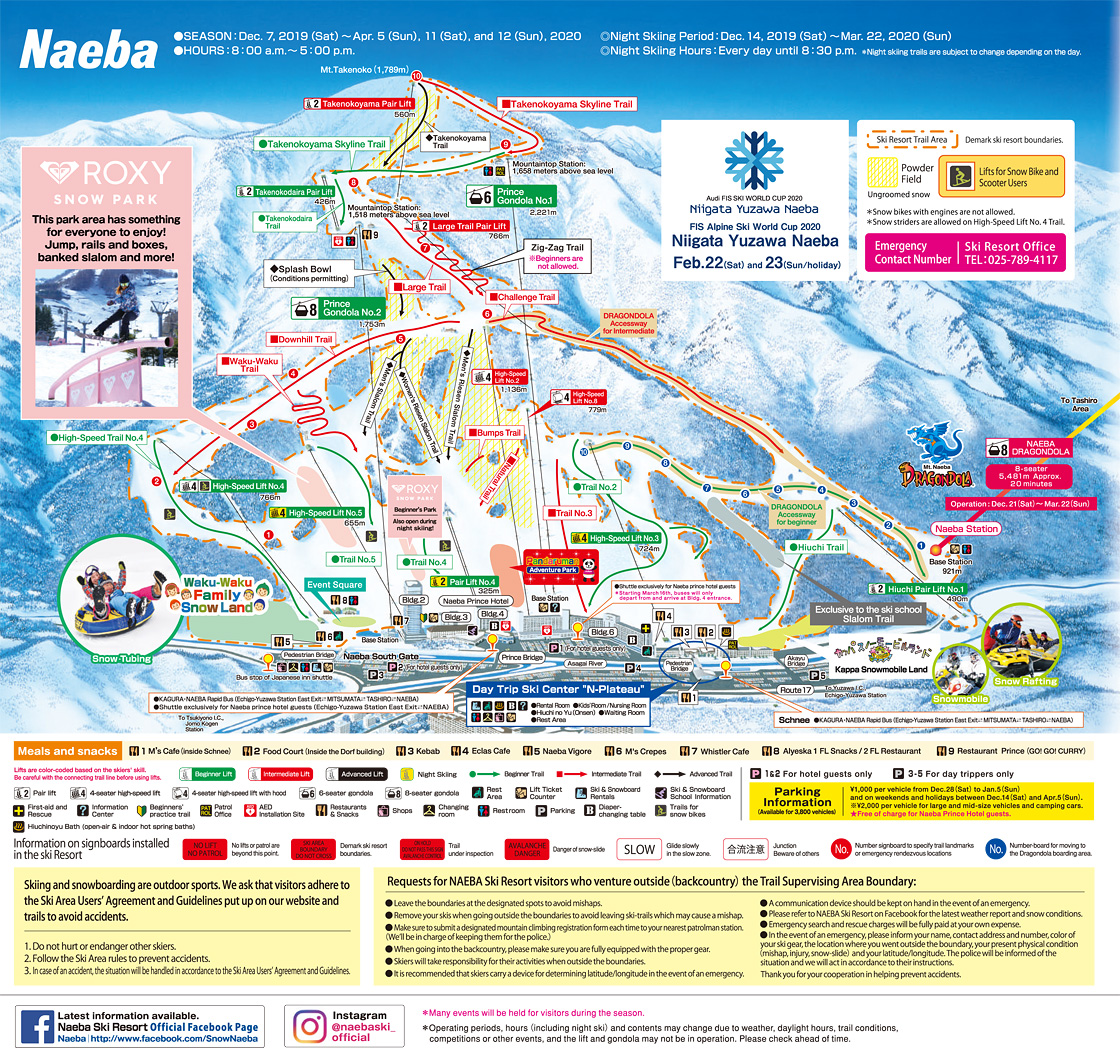 Naeba
●SEASON:Dec. 7, 2019 (Sat) ～Apr. 5 (Sun), 11 (Sat), and 12 (Sun), 2020
●HOURS:8:00 a.m.～5:00 p.m.
◎Night Skiing Period:Dec. 14, 2019 (Sat) ～Mar. 22, 2020 (Sun)
◎Night Skiing Hours:Every day until 8:30 p.m. *Night skiing trails are subject to change depending on the day.
Mt.Takenoko (1,789m)
10
2 Takenokoyama Pair Lift
560m
■Takenokoyama Skyline Trail
◆Takenokoyama Trail
●Takenokoyama Skyline Trail
9
Mountaintop Station:
1,658 meters above sea level
8
2 Takenokodaira Pair Lift
426m
6 Prince
Gondola No.1
2,221m
●Takenokodaira
Trail
Mountaintop Station:
1,518 meters above sea level
9
2 Large Trail Pair Lift
766m
7
Zig-Zag Trail
*Beginners are
not allowed.
◆Splash Bowl
(Conditions permitting)
■Large Trail
■Challenge Trail
8 Prince
Gondola No.2
1,753m
6
DRAGONDOLA
Accessway
for Intermediate
■Downhill Trail
5
■Waku-Waku
Trail
4
◆Men's Slalom Trail
◆Women's Riesen Slalom Trail
◆Men's Riesen Slalom Trail
4 High-Speed
Lift No.2
1,136m
4 High-Speed
Lift No.8
779m
3
■Bumps Trail
■Natural Trail
●High-Speed Trail No.4
2
4 High-Speed Lift No.4
766m
4 High-Speed Lift No.5
655m
1
ROXY
SNOW PARK
Beginner's Park
Also open during
night skiing!
10
9
8
7
6
5
4
3
2
1
●Trail No.2
■Trail No.3
4 High-Speed Lift No.3
724m
DRAGONDOLA
Accessway
for beginner
●Hiuchi Trail
●Trail No.5
●Trail No.4
2 Pair Lift No.4
325m
Pandaruman
Adventure Park
To Tashiro
Area
Mt. Naeba
DRAGONDOLA
8 NAEBA
DRAGONDOLA
8-seater
5,481m Approx.
20 minutes
Operation: Dec. 21(Sat)～Mar. 22(Sun)
Naeba Station
Base Station
921m
2 Hiuchi Pair Lift No.1
490m
Exclusive to the ski school
Slalom Trail
ROXY
SNOW PARK
This park area has something
for everyone to enjoy!
Jump, rails and boxes,
banked slalom and more!
Audi FIS SKI WORLD CUP 2020
Niigata Yuzawa Naeba
FIS Alpine Ski World Cup 2020
Niigata Yuzawa Naeba
Feb.22(Sat) and 23(Sun/holiday)
Ski Resort Trail Area
Demark ski resort boundaries.
Powder
Field
Ungroomed snow
Lifts for Snow Bike and
Scooter Users
*Snow bikes with engines are not allowed.
*Snow striders are allowed on High-Speed Lift No. 4 Trail.
Emergency
Contact Number
Ski Resort Office
TEL:025-789-4117
Waku-Waku
Family
Snow Land
Snow Tubing
Event Square
8
7
6
5
Base Station
Bldg.2
Naeba Prince Hotel
Bldg.3
Bldg.4
Base
Station
Bldg.6
●Shuttle exclusively for Naeba prince hotel guests
*Starting March16th, buses will only
depart from and arrive at Bldg. 4 entrance.
4
3
2
Pedestrian Bridge
Naeba South Gate
P2 (For hotel guests only)
P3
Prince Bridge
P1 (For hotel guests only)
Asagai River
P4
Pedestrian
Bridge
Akayu
Bridge
P5
カッパスノーモービルランド
Kappa Snowmobile Land
Snowmobile
Snow Rafting
Bus stop of Japanese inn shuttle
●KAGURA-NAEBA Rapid Bus (Echigo-Yuzawa Station East Exit⇄MITSUMATA⇄TASHIRO⇄NAEBA)
●Shuttle exclusively for Naeba prince hotel guests (Echigo-Yuzawa Station East Exit⇄NAEBA)
To Tsukiyono I.C.,
Jomo Kogen
Station
Day Trip Ski Center "N-Plateau"
●Rental Room ●Kids Room/Nursing Room
●Hiuchi no Yu (Onsen) ●Waiting Room
●Rest Area
1
Route17
To Yuzawa I.C.,
Echigo-Yuzawa Station
Schnee ●KAGURA-NAEBA Rapid Bus (Echigo-Yuzawa Station East Exit⇄MITSUMATA⇄TASHIRO⇄NAEBA)
Meals and snacks 1 M's Cafe (inside Schnee) 2 Food Court (Inside the Dorf building) 3 Kebab 4 Eclas Cafe 5 Naeba Vigore 6 M's Crepes 7 Whistler Cafe 8 Alyeska 1 FL Snacks / 2 FL Restaurant 9 Restaurant Prince (GO! GO! CURRY)
Lifts are color-coded based on the skiers' skill.
Be careful with the connecting trail line before using lifts.
Beginner Lift Intermediate Lift Advanced Lift Night Skiing Beginner Trail Intermediate Trail Advanced Trail
2 Pair lift 4 4-seater high-speed lift 4 4-seater high-speed lift with hood 6 6-seater gondola 8 8-seater gondola Rest Area Lift Ticket Counter Ski & Snowboard Rentals Ski & Snowboard School Information
First-aid and Rescue Information Center Beginners' practice trail Patrol Office AED Installation Site Restaurants & Snacks Shops Changing room Restroom Parking Diaper-changing table Trails for snow bikes
Hiuchinoyu Bath (open-air & indoor hot spring baths)
P 1&2 For hotel guests only P 3-5 For day trippers only
Parking
Information
(Available for 3,800 vehicles)
¥1,000 per vehicle from Dec.28(Sat) to Jan.5(Sun)
and on weekends and holidays between Dec.14(Sat) and Apr.5(Sun).
※¥2,000 per vehicle for large and mid-size vehicles and camping cars.
★Free of charge for Naeba Prince Hotel guests.
Information on signboards installed
in the ski Resort
NO LIFT
NO PATROL
No lifts or patrol are
beyond this point.
SKI AREA
BOUNDARY
DO NOT CROSS
Demark ski resort
boundaries.
Trail
under inspection
AVALANCHE
DANGER
Danger of snow-slide
SLOW
Glide slowly
in the slow zone.
合流注意
Junction
Beware of others
No.
Number signboard to specify trail landmarks
or emergency rendezvous locations
No.
Number-board for moving to
the Dragondola boarding area.
Skiing and snowboarding are outdoor sports. We ask that visitors adhere to
the Ski Area Users' Agreement and Guidelines put up on our website and
trails to avoid accidents.
1. Do not hurt or endanger other skiers.
2. Follow the Ski Area rules to prevent accidents.
3. In case of an accident, the situation will be handled in accordance to the Ski Area Users' Agreement and Guidelines.
Requests for NAEBA Ski Resort visitors who venture outside (backcountry) the Trail Supervising Area Boundary:
● Leave the boundaries at the designated spots to avoid mishaps.
● Remove your skis when going outside the boundaries to avoid leaving ski-trails which may cause a mishap.
● Make sure to submit a designated mountain climbing registration form each time to your nearest patrolman station.
(We'll be in charge of keeping them for the police.)
● When going into the backcountry, please make sure you are fully equipped with the proper gear.
● Skiers will take responsibility for their activities when outside the boundaries.
● It is recommended that skiers carry a device for determining latitude/longitude in the event of an emergency.
● A communication device should be kept on hand in the event of an emergency.
● Please refer to NAEBA Ski Resort on Facebook for the latest weather report and snow conditions.
● Emergency search and rescue charges will be fully paid at your own expense.
● In the event of an emergency, please inform your name, contact address and number, color of
your ski gear, the location where you went outside the boundary, your present physical condition
(mishap, injury, snow-slide) and your latitude/longitude. The police will be informed of the
situation and we will act in accordance to their instructions.
Thank you for your cooperation in helping prevent accidents.
Latest information available.
Naeba Ski Resort Official Facebook Page
Naeba | http://www.facebook.com/SnowNaeba
Instagram
@naebaski_
official
*Many events will be held for visitors during the season.
*Operating periods, hours (including night ski) and contents may change due to weather, daylight hours, trail conditions,
competitions or other events, and the lift and gondola may not be in operation. Please check ahead of time.